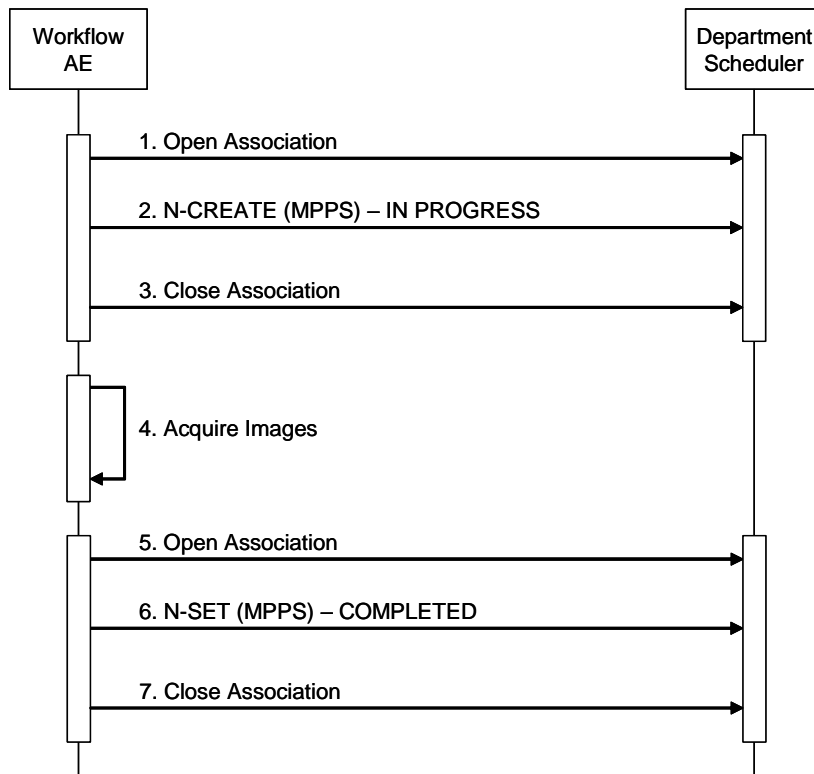 Workflow
AE
Department
Scheduler
1. Open Association
2. N-CREATE (MPPS) – IN PROGRESS
3. Close Association
4. Acquire Images
5. Open Association
6. N-SET (MPPS) – COMPLETED
7. Close Association